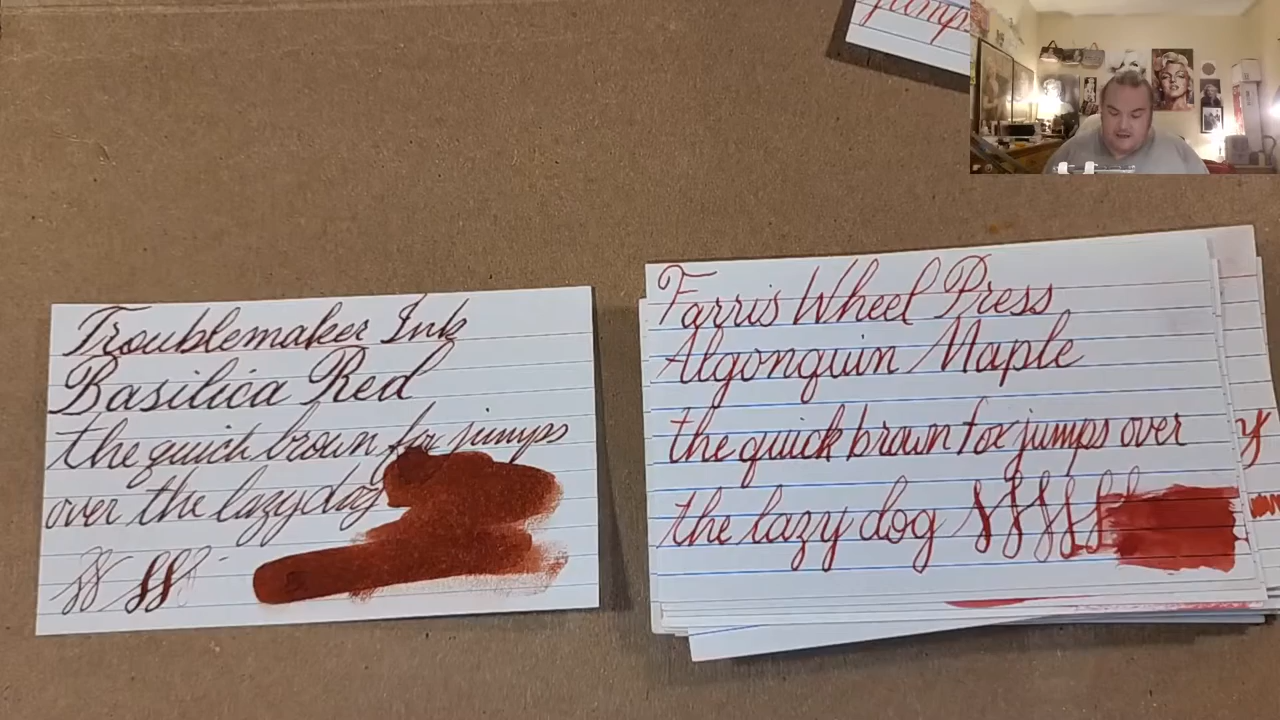 jump
Troublemaker Ink
Basilica Red
the quick brown fox jumps
over the lazy dog
Farris Wheel Press
Algonquin Maple
the quick brown fox jumps over
the lazy dog